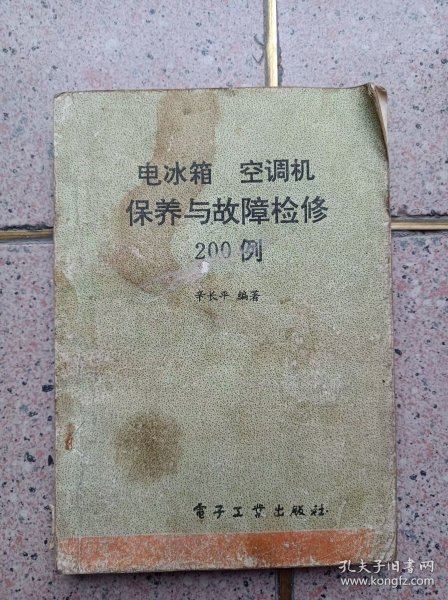 电冰箱 空调机
保养与故障检修
200例
辛长平 编著
電子工業出版社
孔夫子旧书网
www.kongfz.com